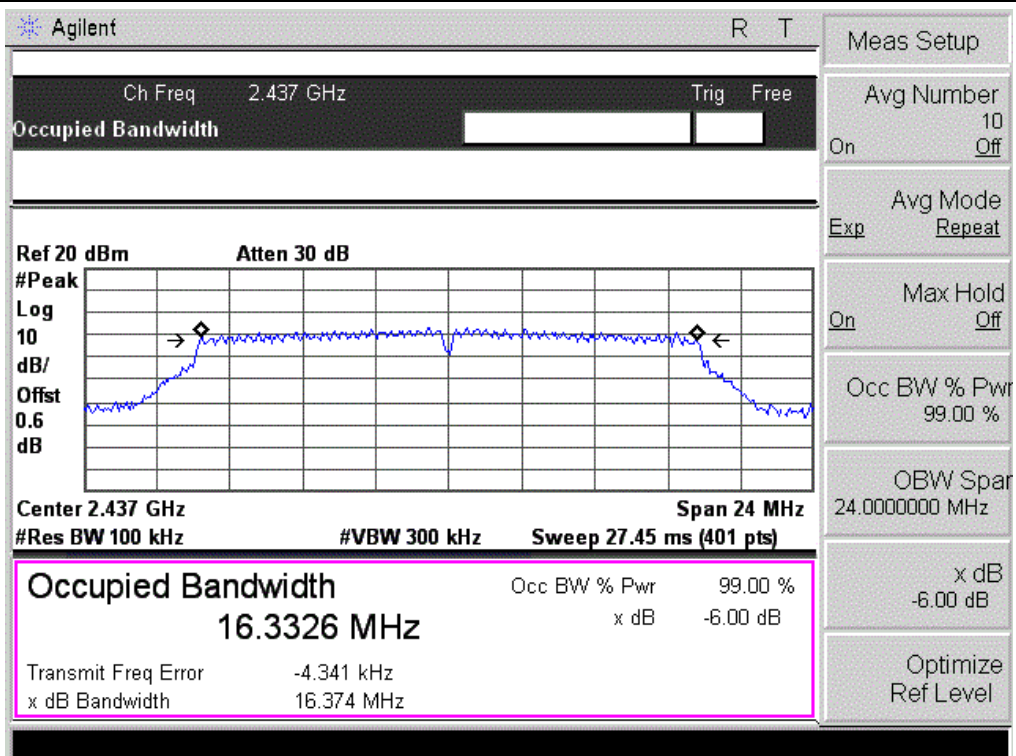 Agilent R T
Ch Freq 2.437 GHz Trig Free
Occupied Bandwidth
Ref 20 dBm Atten 30 dB
#Peak
Log
10
dB/
Offst
0.6
dB
Center 2.437 GHz Span 24 MHz
#Res BW 100 kHz #VBW 300 kHz Sweep 27.45 ms (401 pts)
Occupied Bandwidth Occ BW % Pwr 99.00 %
16.3326 MHz x dB -6.00 dB
Transmit Freq Error -4.341 kHz
x dB Bandwidth 16.374 MHz
Meas Setup
Avg Number
10
On Off
Avg Mode
Exp Repeat
Max Hold
On Off
Occ BW % Pwr
99.00 %
OBW Span
24.0000000 MHz
x dB
-6.00 dB
Optimize
Ref Level